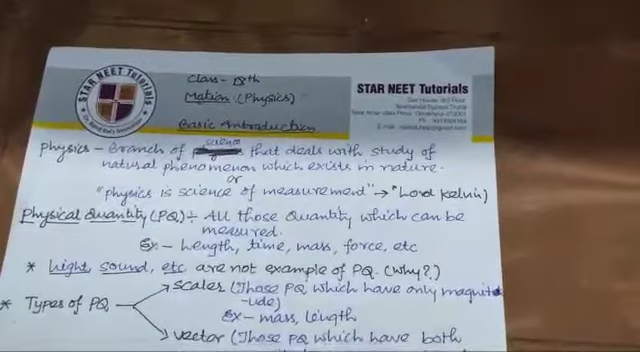 STAR NEET Tutorials
Class - 9th
Motion (Physics)
Basic Introduction
STAR NEET Tutorials
Physics - Branch of science that deals with study of
natural phenomenon which exists in nature.
or
"Physics is science of measurement" → "Lord Kelvin)
Physical Quantity (PQ) ÷ All those Quantity which can be
measured.
Ex - Length, time, mass, force, etc
* Light sound, etc are not example of PQ. (Why?)
* Types of PQ
→ Scaler (Those PQ which have only magnit
-ude)
Ex - mass, length
→ vector (Those PQ which have both